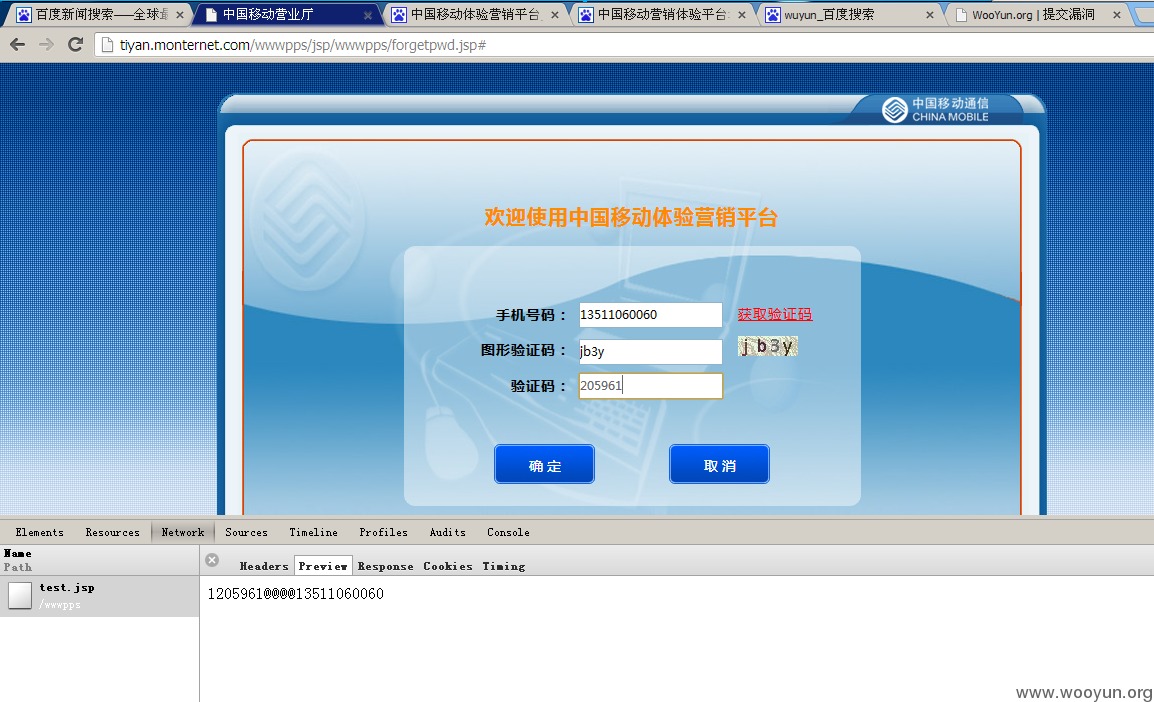 百度新闻搜索——全球最
中国移动营业厅
中国移动体验营销平台
中国移动营销体验平台
wuyun_百度搜索
WooYun.org | 提交漏洞
tiyan.monternet.com/wwwpps/jsp/wwwpps/forgetpwd.jsp#
中国移动通信
CHINA MOBILE
欢迎使用中国移动体验营销平台
手机号码: 13511060060 获取验证码
图形验证码: jb3y jb3y
验证码: 205961
确 定 取 消
Elements Resources Network Sources Timeline Profiles Audits Console
Name
Path
Headers Preview Response Cookies Timing
test.jsp
/wwwpps
1205961@@@@13511060060
www.wooyun.org